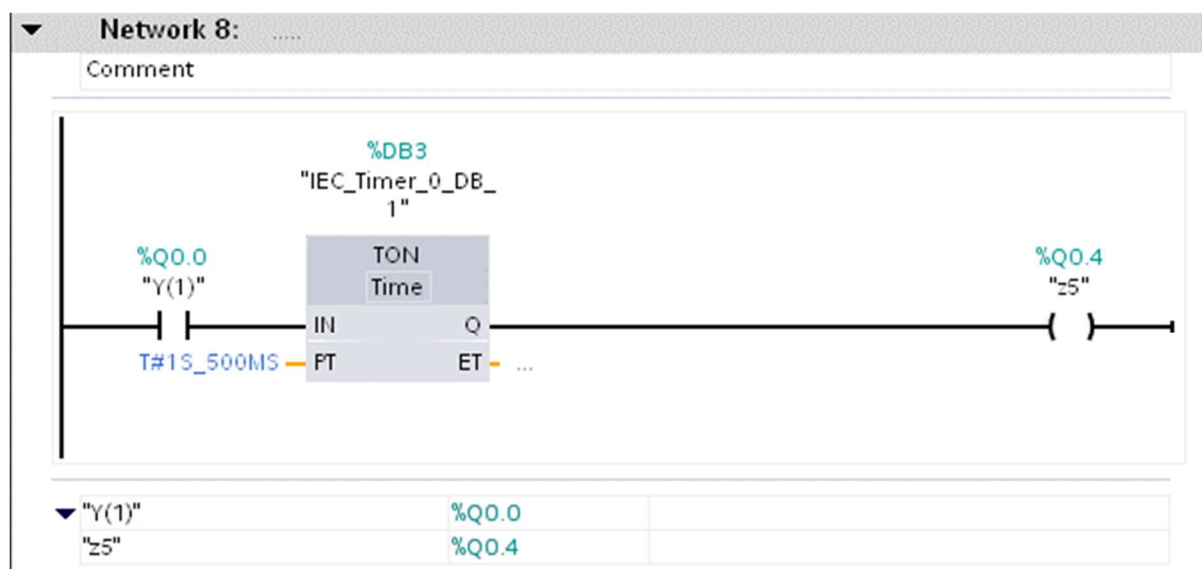 Network 8: .....
Comment
%DB3
"IEC_Timer_0_DB_
1"
%Q0.0
"Y(1)"
TON
Time
%Q0.4
"z5"
IN Q
T#1S_500MS PT ET ...
"Y(1)" %Q0.0
"z5" %Q0.4